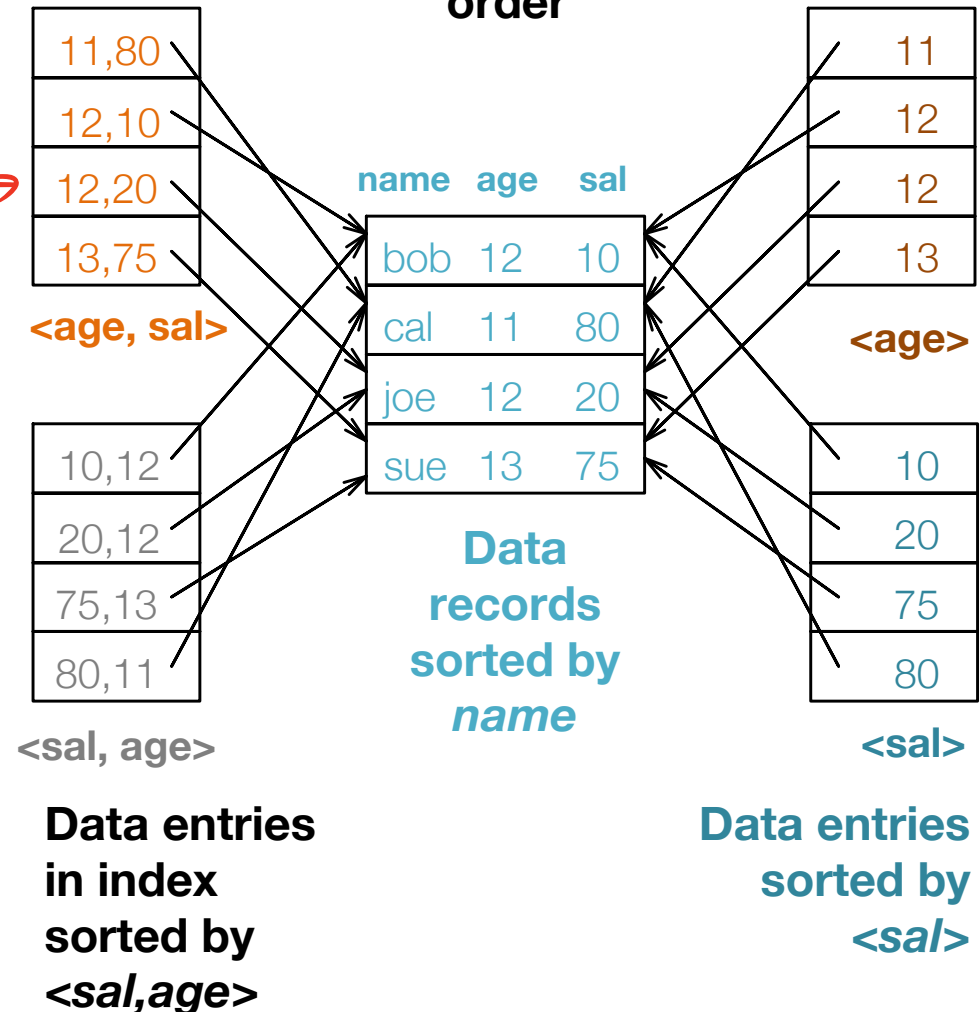 order
11,80
12,10
12,20
13,75
<age, sal>
10,12
20,12
75,13
80,11
<sal, age>
Data entries
in index
sorted by
<sal,age>
name age sal
bob 12 10
cal 11 80
joe 12 20
sue 13 75
Data
records
sorted by
name
11
12
12
13
<age>
10
20
75
80
<sal>
Data entries
sorted by
<sal>